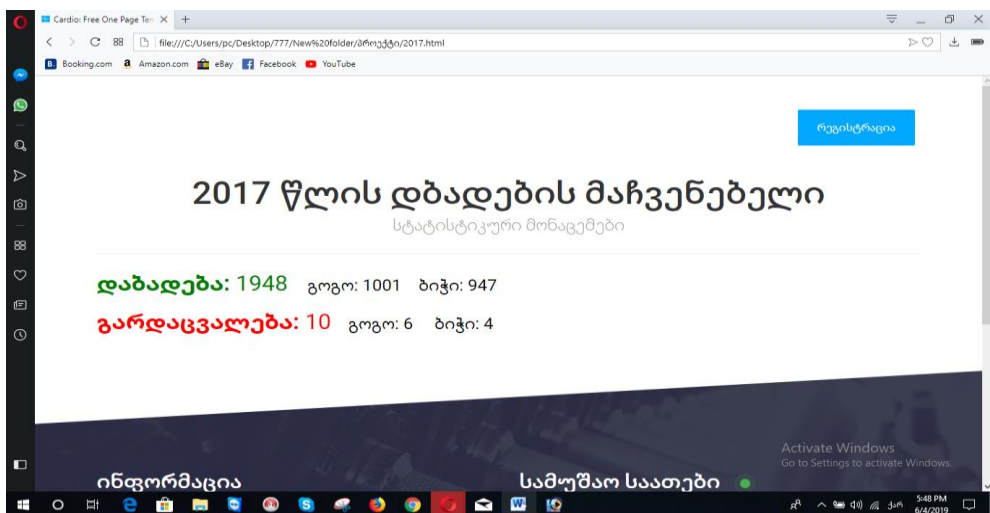 Cardio: Free One Page Ten
file:///C:/Users/pc/Desktop/777/New%20folder/პროექტი/2017.html
Booking.com Amazon.com eBay Facebook YouTube
რეგისტრაცია
2017 წლის დბადების მაჩვენებელი
სტატისტიკური მონაცემები
დაბადება: 1948 გოგო: 1001 ბიჭი: 947
გარდაცვალება: 10 გოგო: 6 ბიჭი: 4
Activate Windows
Go to Settings to activate Windows.
ინფორმაცია სამუშაო საათები
ქარ
5:48 PM
6/4/2019